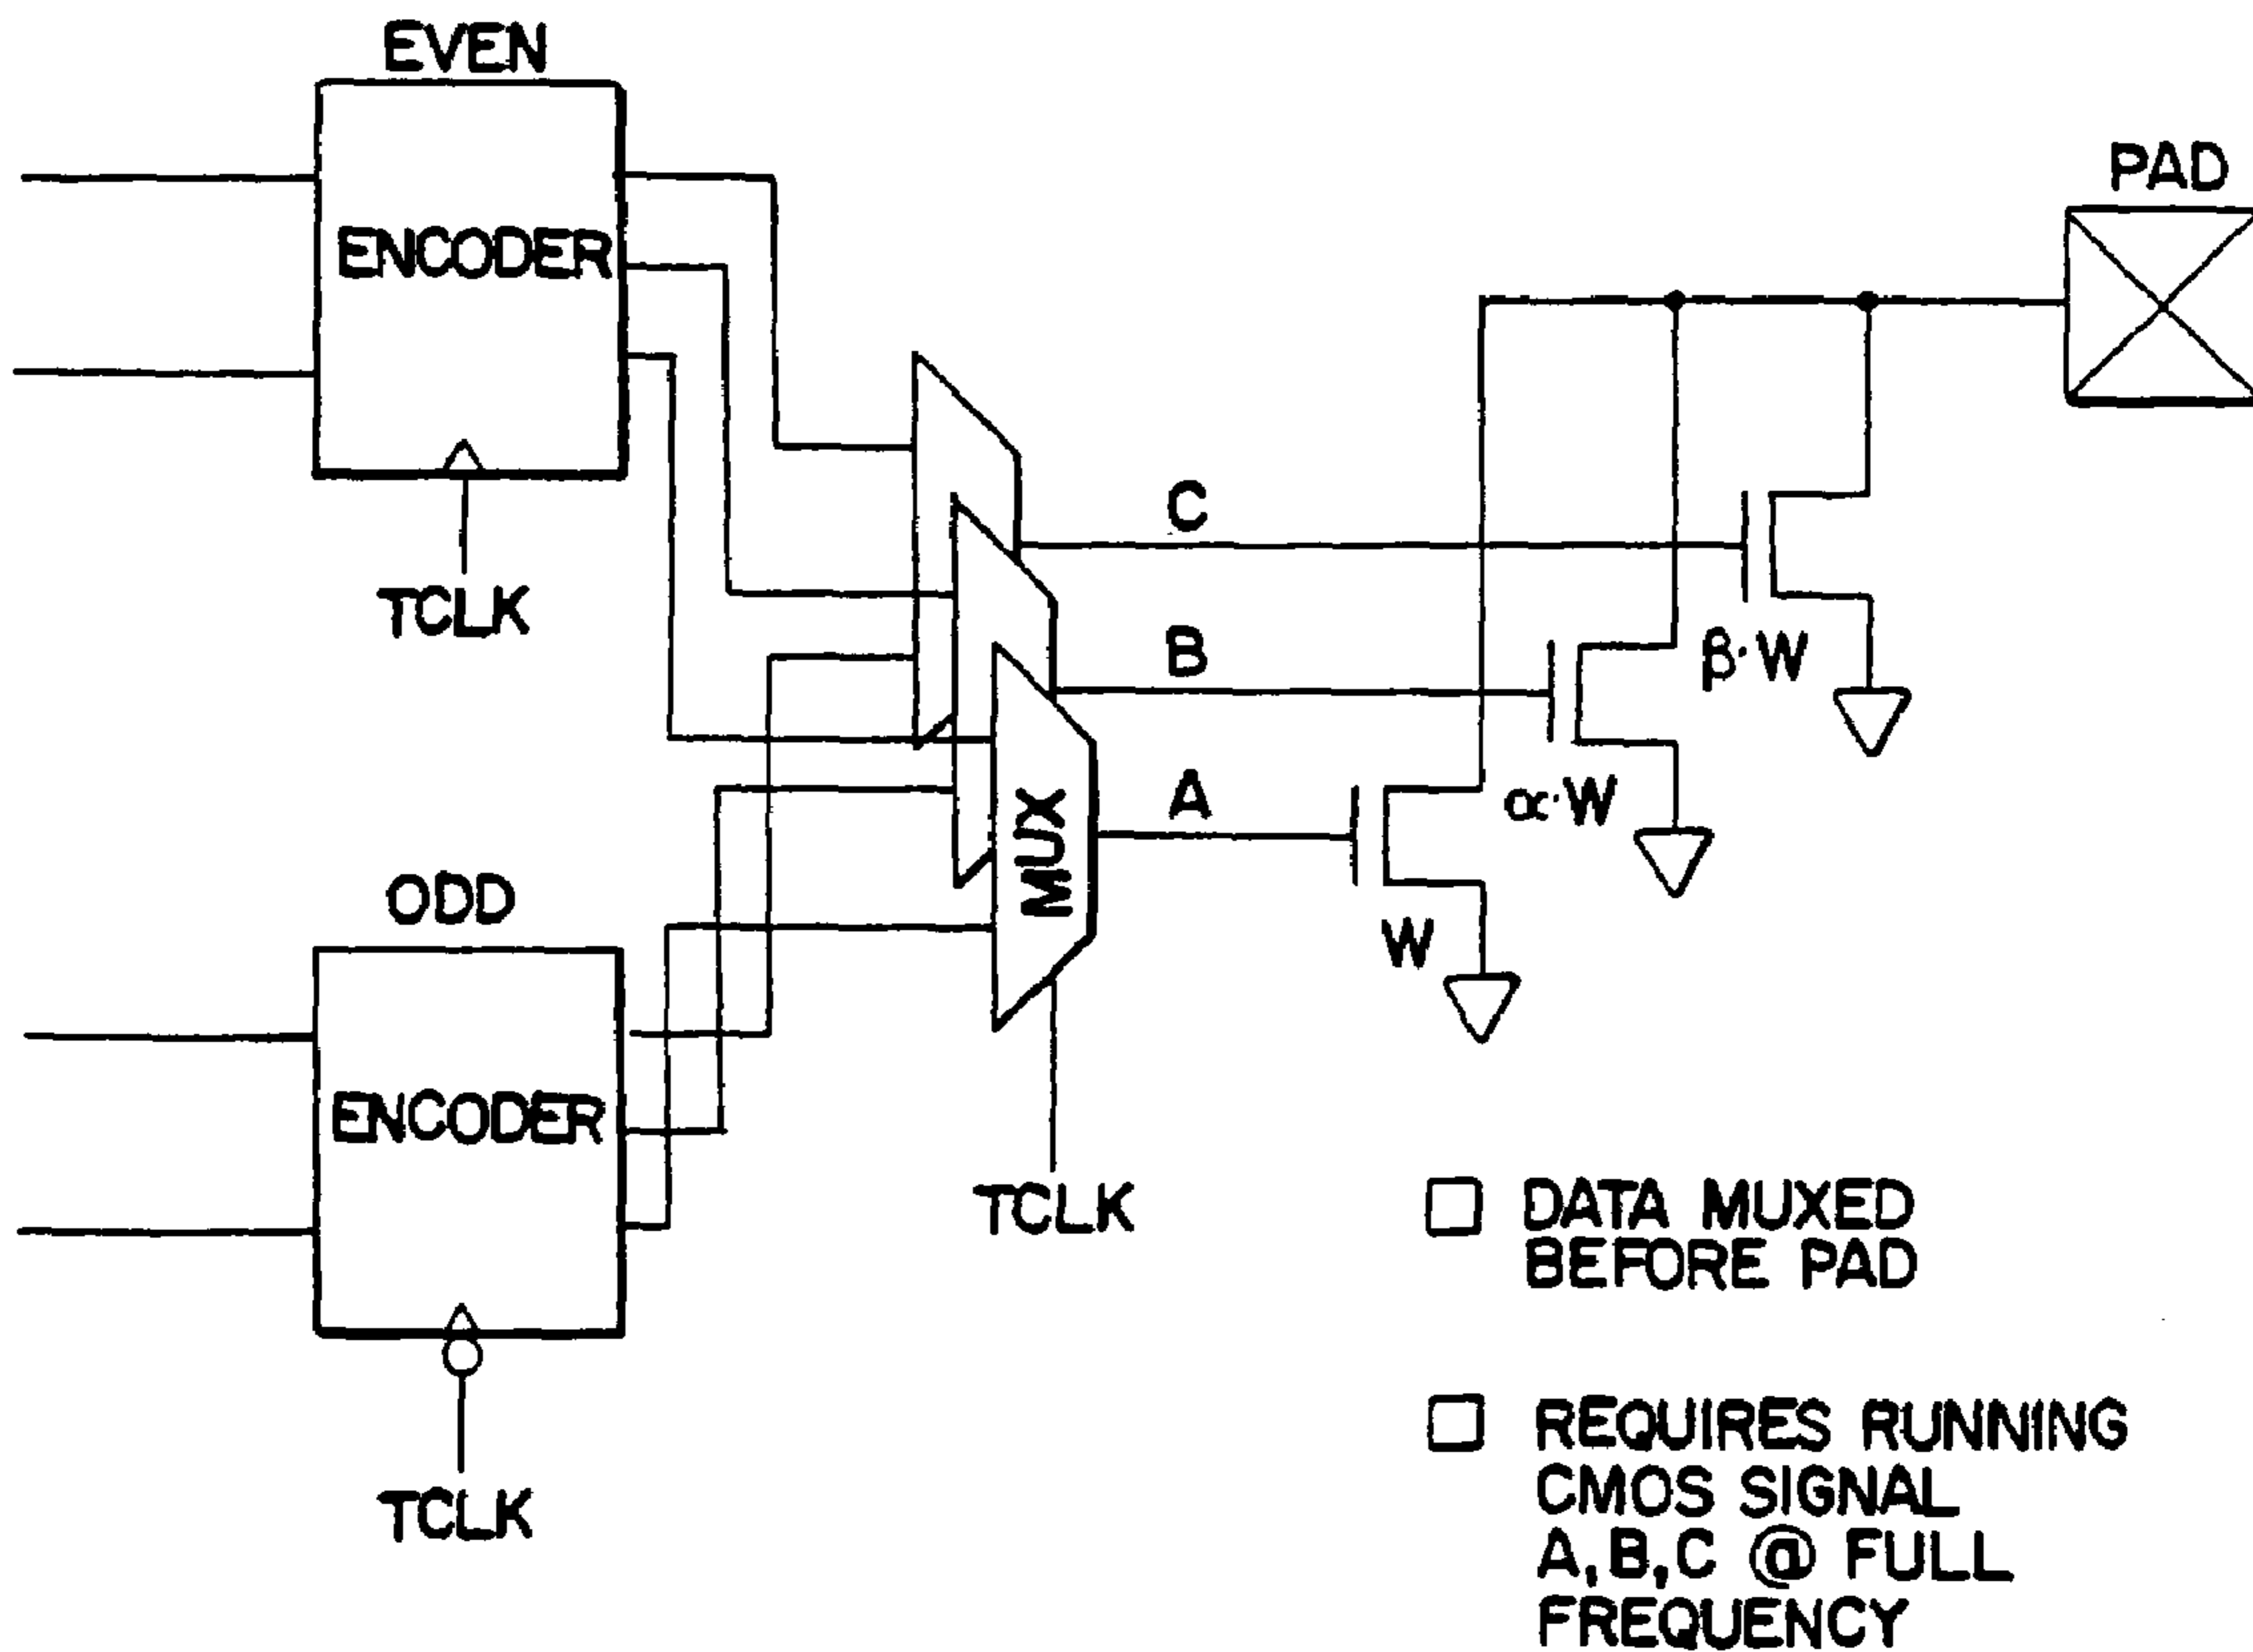 EVEN
ENCODER
TCLK
PAD
C
β·W
B
α·W
A
W
MUX
TCLK
ODD
ENCODER
TCLK
DATA MUXED
BEFORE PAD
REQUIRES RUNNING
CMOS SIGNAL
A,B,C @ FULL
FREQUENCY